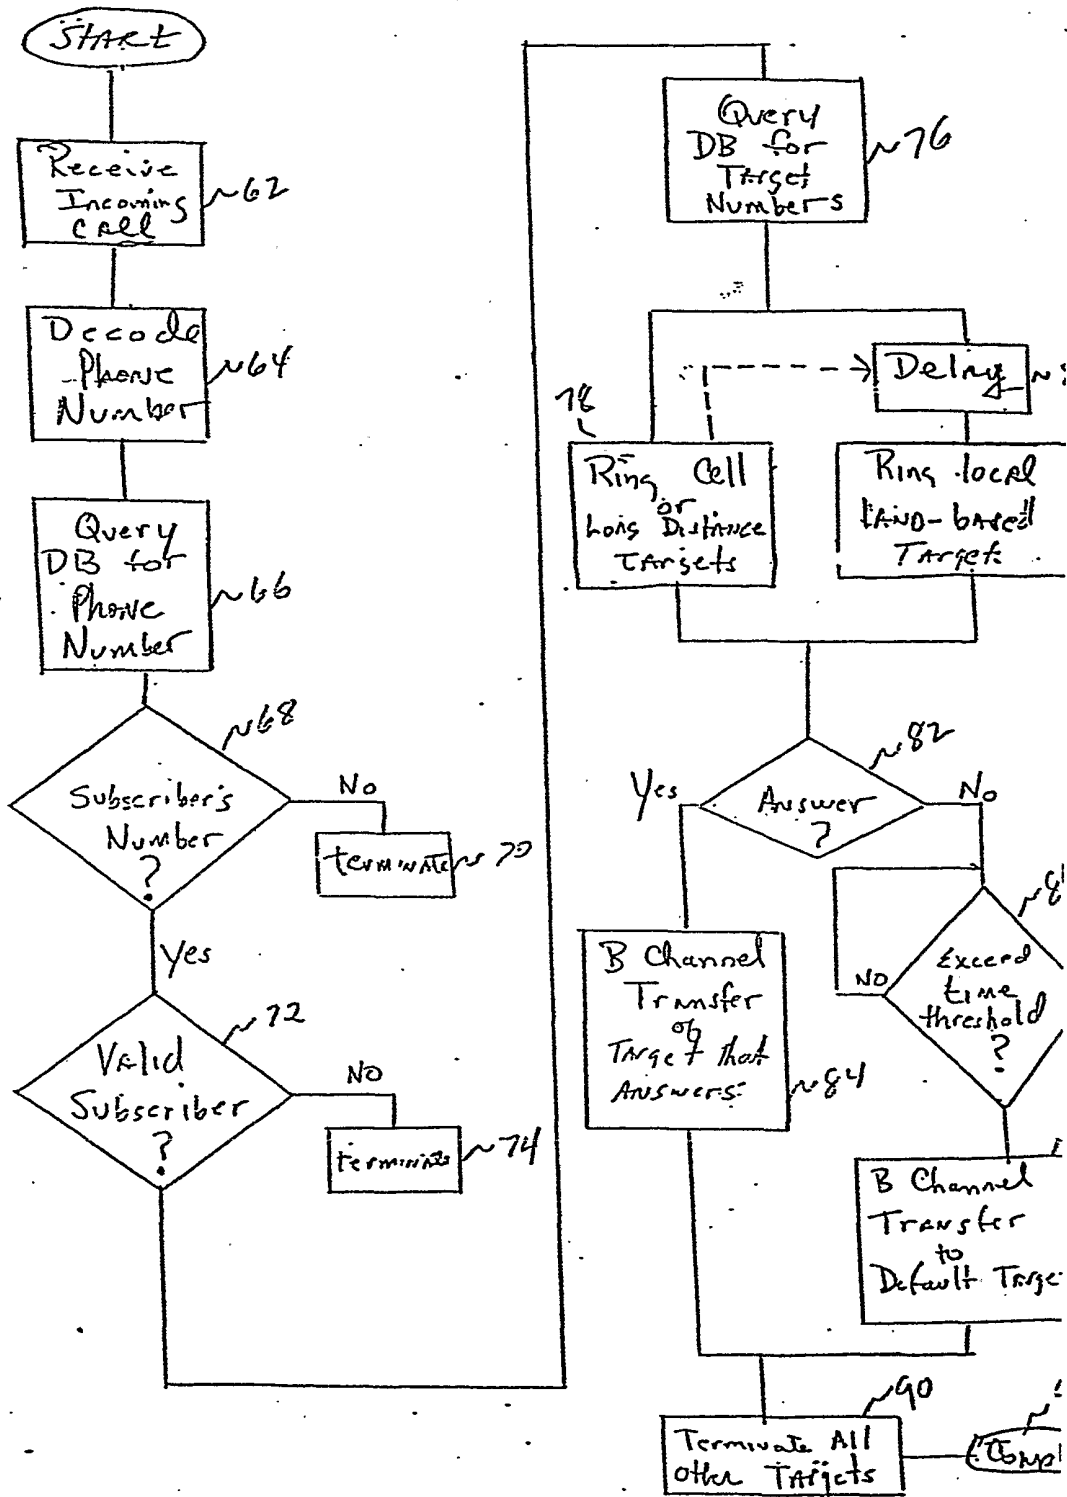 START
Receive
Incoming
Call
~62
Decode
Phone
Number
~64
Query
DB for
Phone
Number
~66
~68
Subscriber's
Number
?
No
terminate
~70
Yes
~72
Valid
Subscriber
?
No
terminate
~74
Query
DB for
Target
Numbers
~76
Delay
78
Ring Cell
or
Long Distance
Targets
Ring local
land-based
Targets
~82
Answer
?
Yes
No
B Channel
Transfer
of
Target that
Answers
~84
Exceed
time
threshold
?
No
B Channel
Transfer
to
Default Targe
~90
Terminate All
other Targets
Compl